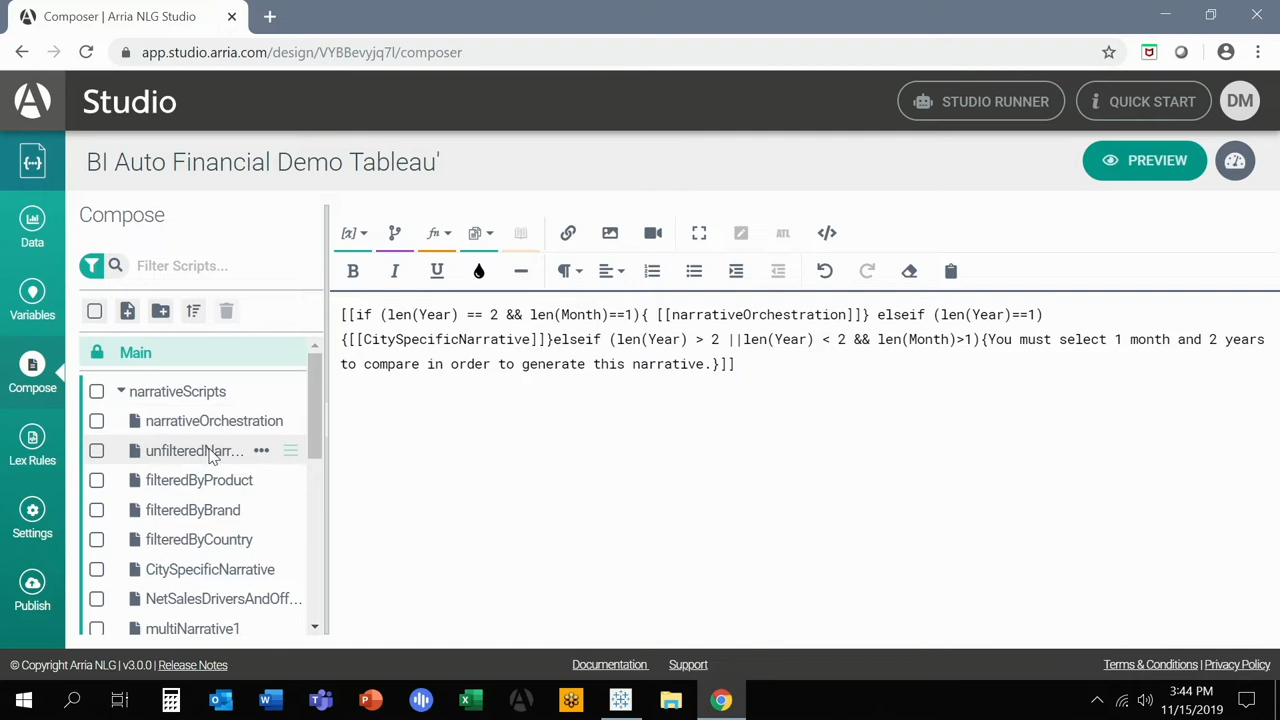 Composer | Arria NLG Studio
app.studio.arria.com/design/VYBBevyjq7l/composer
Studio
STUDIO RUNNER
QUICK START
DM
BI Auto Financial Demo Tableau'
PREVIEW
Data
Variables
Compose
Lex Rules
Settings
Publish
Compose
Filter Scripts...
Main
narrativeScripts
narrativeOrchestration
unfilteredNarr...
filteredByProduct
filteredByBrand
filteredByCountry
CitySpecificNarrative
NetSalesDriversAndOff...
multiNarrative1
[z]
fn
ATL
</>
B
I
U
[[if (len(Year) == 2 && len(Month)==1){ [[narrativeOrchestration]]} elseif (len(Year)==1)
{[[CitySpecificNarrative]]}elseif (len(Year) > 2 ||len(Year) < 2 && len(Month)>1){You must select 1 month and 2 years
to compare in order to generate this narrative.}]]
© Copyright Arria NLG | v3.0.0 | Release Notes
Documentation
Support
Terms & Conditions | Privacy Policy
3:44 PM
11/15/2019